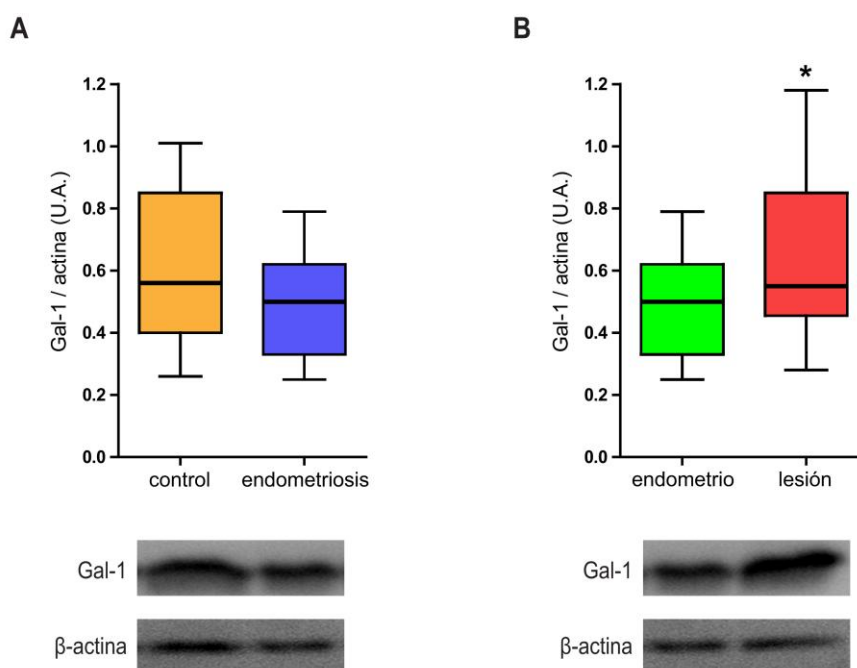 A
B
*
1.2
1.0
0.8
0.6
0.4
0.2
0.0
Gal-1 / actina (U.A.)
control endometriosis
1.2
1.0
0.8
0.6
0.4
0.2
0.0
Gal-1 / actina (U.A.)
endometrio lesión
Gal-1
β-actina
Gal-1
β-actina